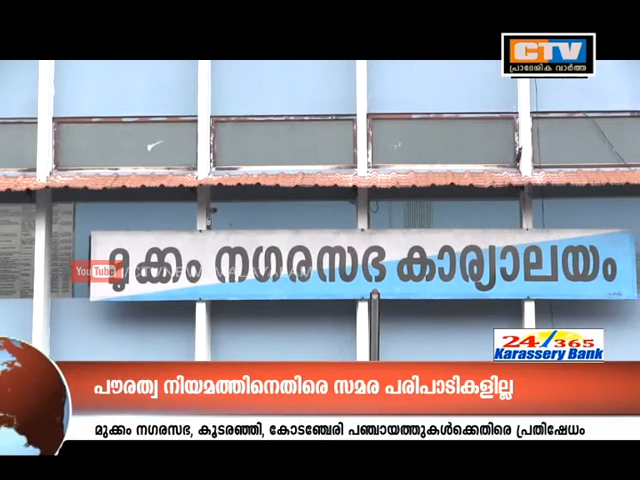 CTV
പ്രാദേശിക വാർത്ത
മുക്കം നഗരസഭ കാര്യാലയം
YouTube
24/365
Karassery Bank
പൗരത്വ നിയമത്തിനെതിരെ സമര പരിപാടികളില്ല
മുക്കം നഗരസഭ, കൂടരഞ്ഞി, കോടഞ്ചേരി പഞ്ചായത്തുകൾക്കെതിരെ പ്രതിഷേധം